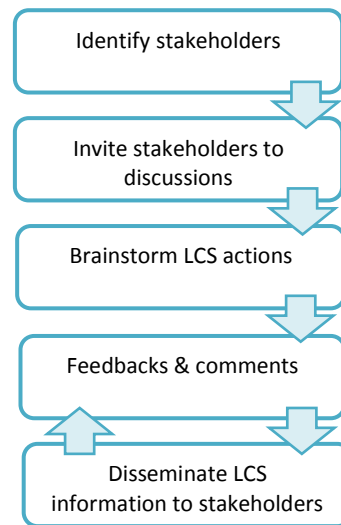 Identify stakeholders
Invite stakeholders to
discussions
Brainstorm LCS actions
Feedbacks & comments
Disseminate LCS
information to stakeholders